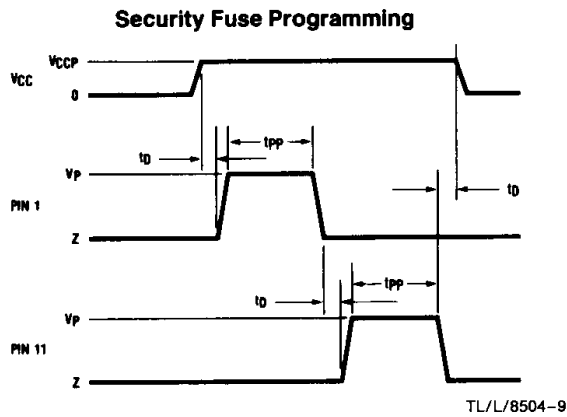 Security Fuse Programming
VCCP
VCC
0
tPP
tD
VP
PIN 1
Z
tD
tPP
tD
VP
PIN 11
Z
TL/L/8504-9